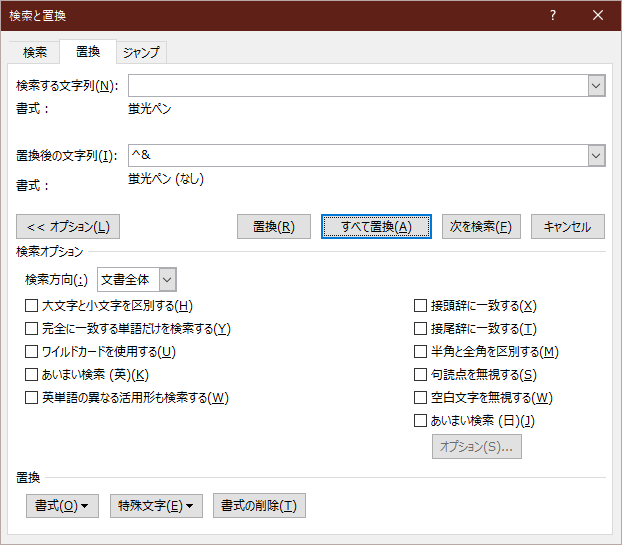 検索と置換
検索 置換 ジャンプ
検索する文字列(N):
書式： 蛍光ペン
置換後の文字列(I): ^&
書式： 蛍光ペン (なし)
<< オプション(L) 置換(R) すべて置換(A) 次を検索(F) キャンセル
検索オプション
検索方向(:) 文書全体
大文字と小文字を区別する(H) 接頭辞に一致する(X)
完全に一致する単語だけを検索する(Y) 接尾辞に一致する(T)
ワイルドカードを使用する(U) 半角と全角を区別する(M)
あいまい検索 (英)(K) 句読点を無視する(S)
英単語の異なる活用形も検索する(W) 空白文字を無視する(W)
あいまい検索 (日)(J)
オプション(S)...
置換
書式(O) 特殊文字(E) 書式の削除(T)